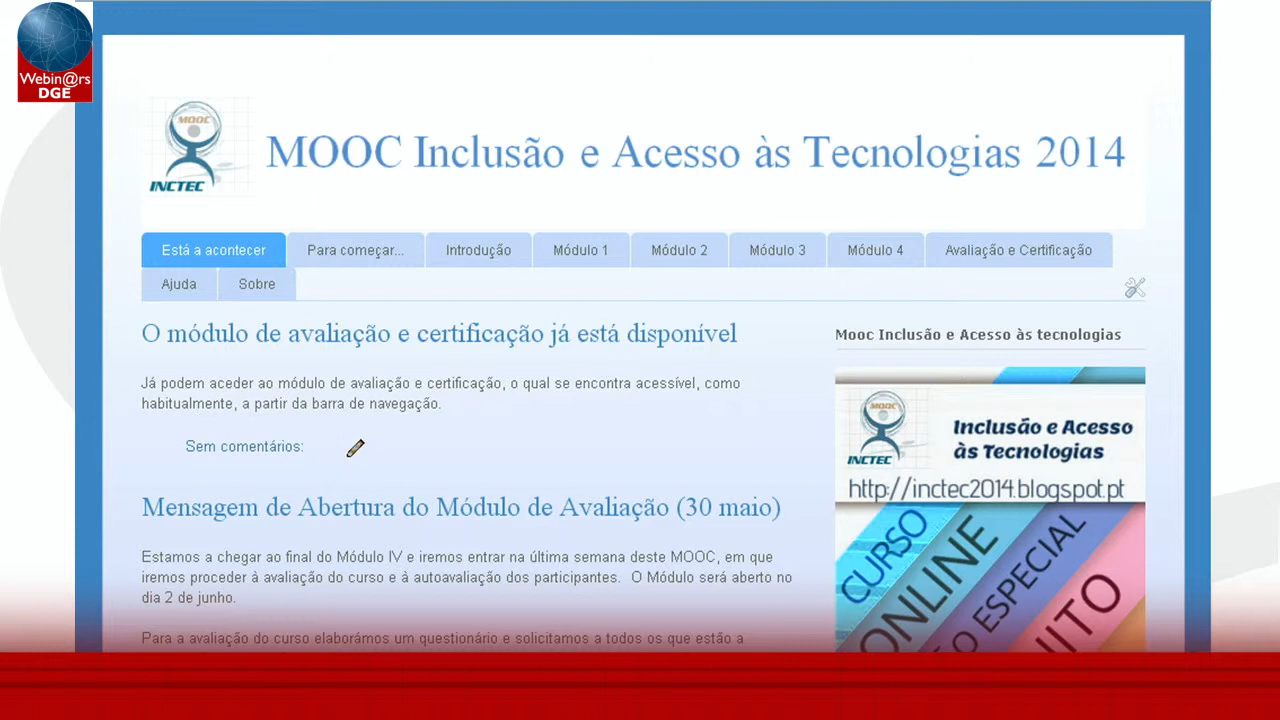 Webin@rs
DGE
MOOC
INCTEC
MOOC Inclusão e Acesso às Tecnologias 2014
Está a acontecer
Para começar...
Introdução
Módulo 1
Módulo 2
Módulo 3
Módulo 4
Avaliação e Certificação
Ajuda
Sobre
O módulo de avaliação e certificação já está disponível
Já podem aceder ao módulo de avaliação e certificação, o qual se encontra acessível, como
habitualmente, a partir da barra de navegação.
Sem comentários:
Mensagem de Abertura do Módulo de Avaliação (30 maio)
Estamos a chegar ao final do Módulo IV e iremos entrar na última semana deste MOOC, em que
iremos proceder à avaliação do curso e à autoavaliação dos participantes. O Módulo será aberto no
dia 2 de junho.
Para a avaliação do curso elaborámos um questionário e solicitamos a todos os que estão a
Mooc Inclusão e Acesso às tecnologias
MOOC
INCTEC
Inclusão e Acesso
às Tecnologias
http://inctec2014.blogspot.pt
CURSO
ONLINE
O ESPECIAL
UITO